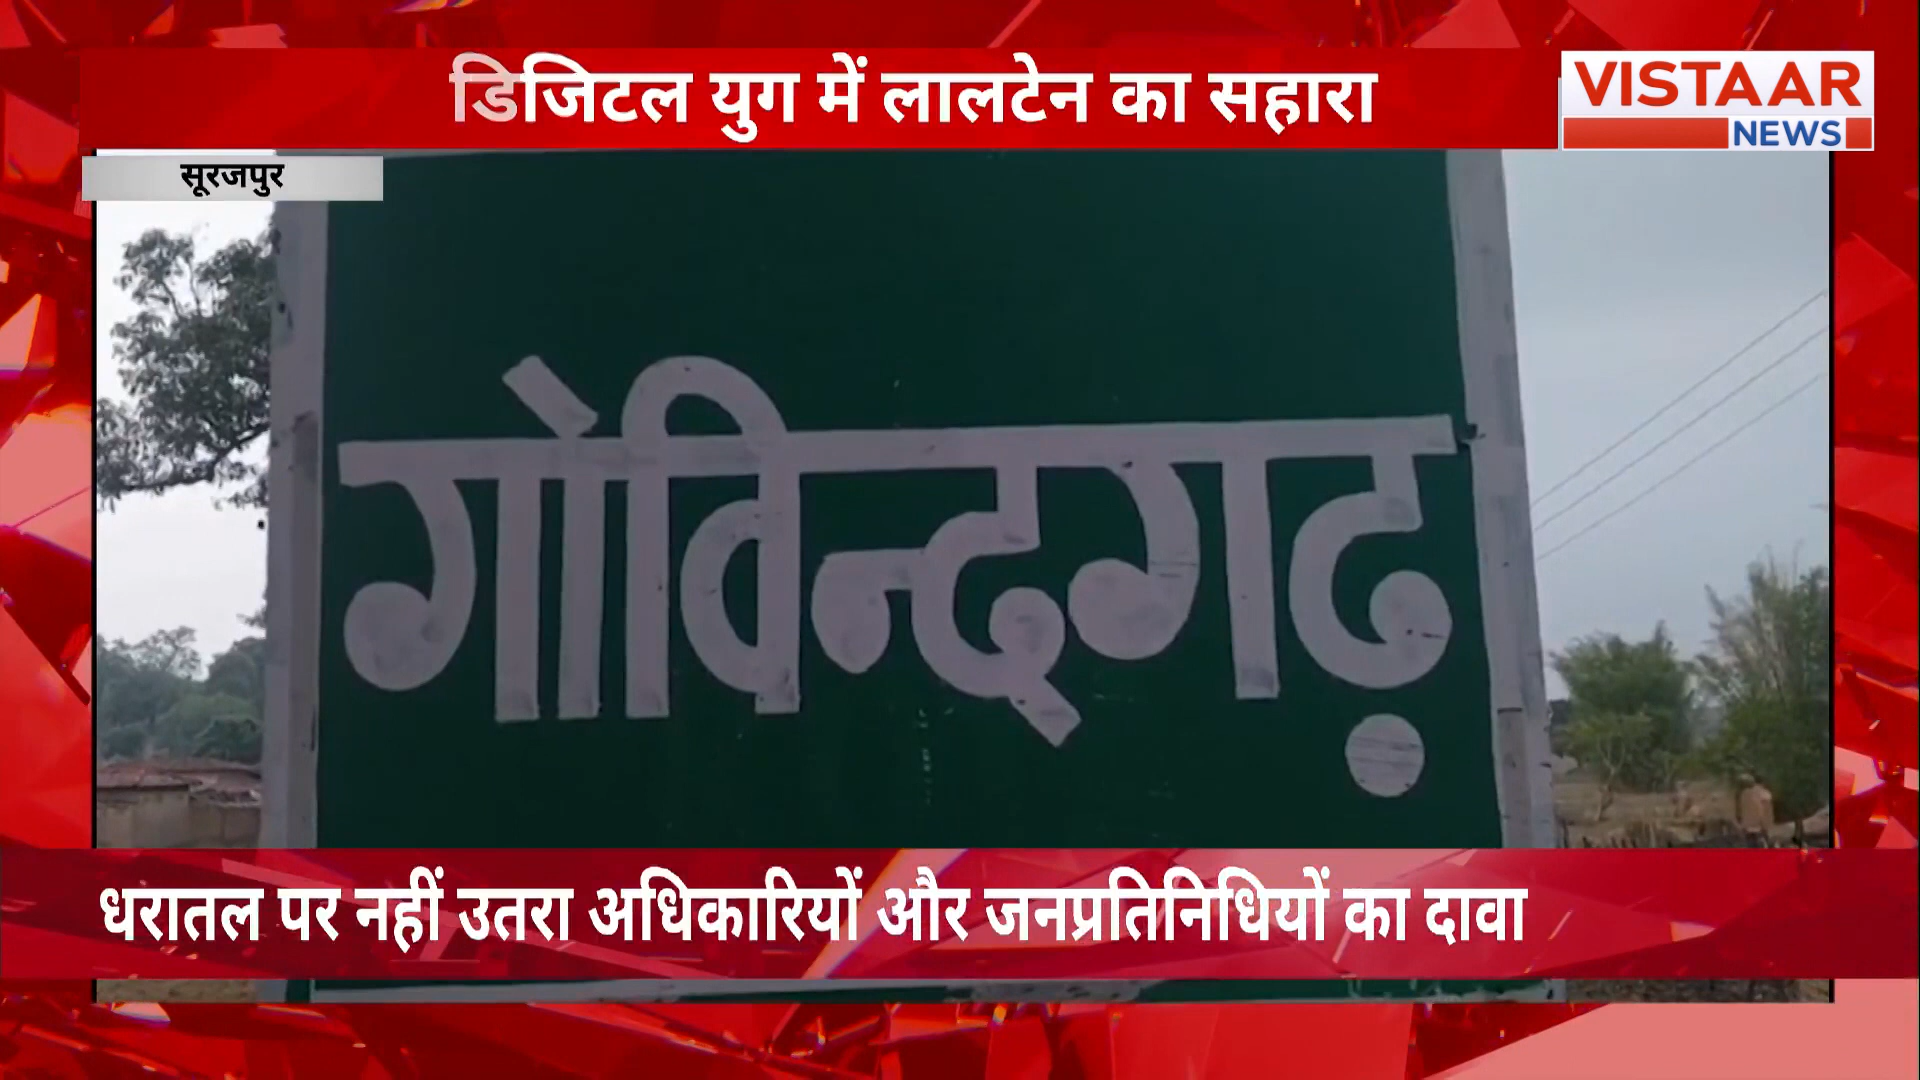 डिजिटल युग में लालटेन का सहारा
VISTAAR
NEWS
सूरजपुर
गोविन्दगढ़
धरातल पर नहीं उतरा अधिकारियों और जनप्रतिनिधियों का दावा